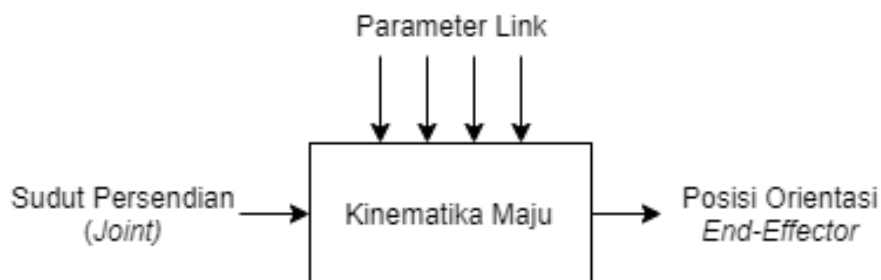 Parameter Link
Sudut Persendian
(Joint)
Kinematika Maju
Posisi Orientasi
End-Effector